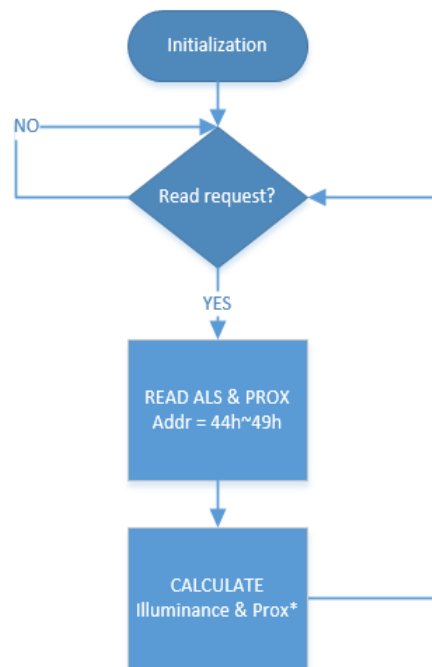 Initialization
NO
Read request?
YES
READ ALS & PROX
Addr = 44h~49h
CALCULATE
Illuminance & Prox*